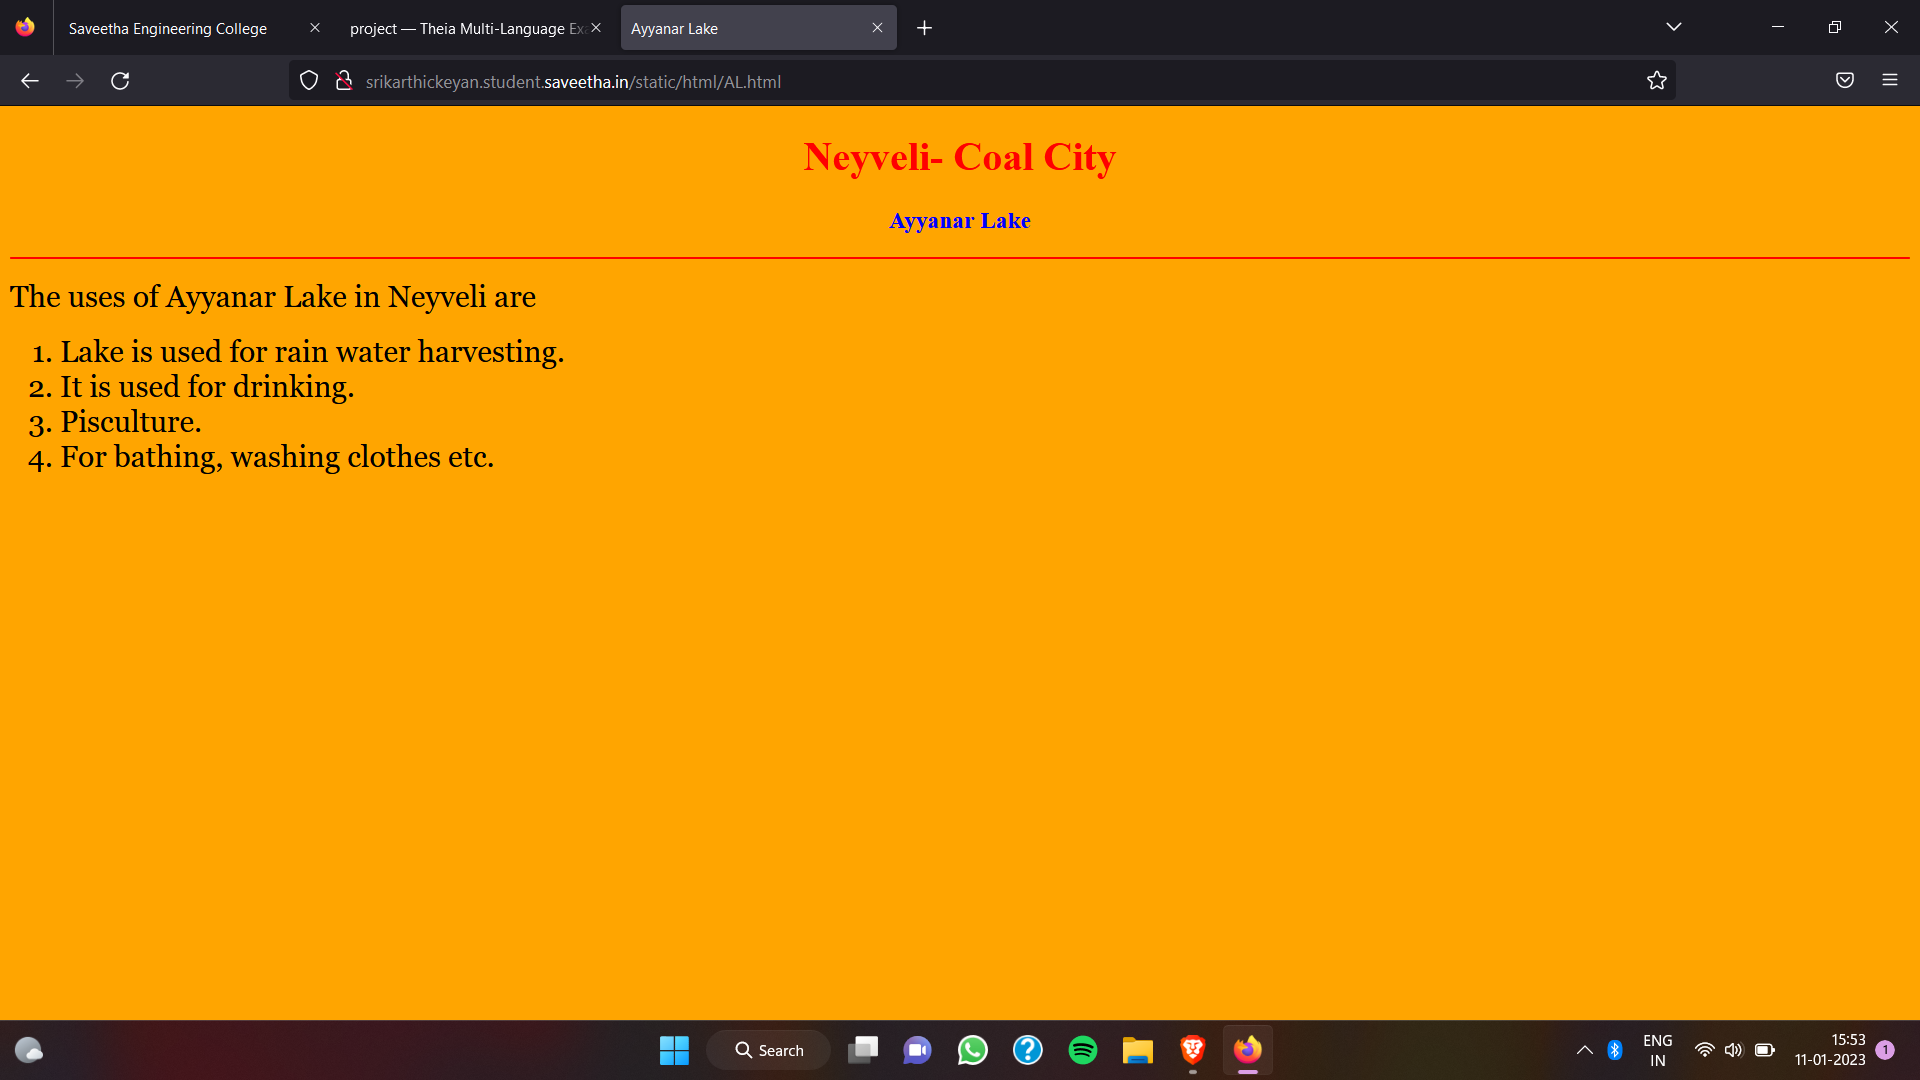 Saveetha Engineering College
project — Theia Multi-Language Ex
Ayyanar Lake
srikarthickeyan.student.saveetha.in/static/html/AL.html
Neyveli- Coal City
Ayyanar Lake
The uses of Ayyanar Lake in Neyveli are
1. Lake is used for rain water harvesting.
2. It is used for drinking.
3. Pisculture.
4. For bathing, washing clothes etc.
Search
ENG
IN
15:53
11-01-2023
1